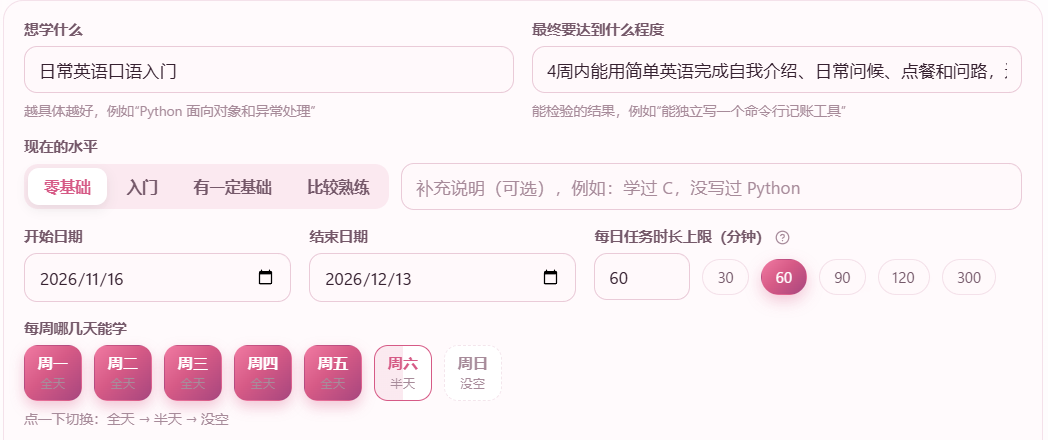 想学什么
最终要达到什么程度
日常英语口语入门
4周内能用简单英语完成自我介绍、日常问候、点餐和问路，
越具体越好，例如“Python 面向对象和异常处理”
能检验的结果，例如“能独立写一个命令行记账工具”
现在的水平
零基础 入门 有一定基础 比较熟练
补充说明（可选），例如：学过 C，没写过 Python
开始日期
结束日期
每日任务时长上限（分钟） ?
2026/11/16
2026/12/13
60 30 60 90 120 300
每周哪几天能学
周一 周二 周三 周四 周五 周六 周日
全天 全天 全天 全天 全天 半天 没空
点一下切换：全天 → 半天 → 没空